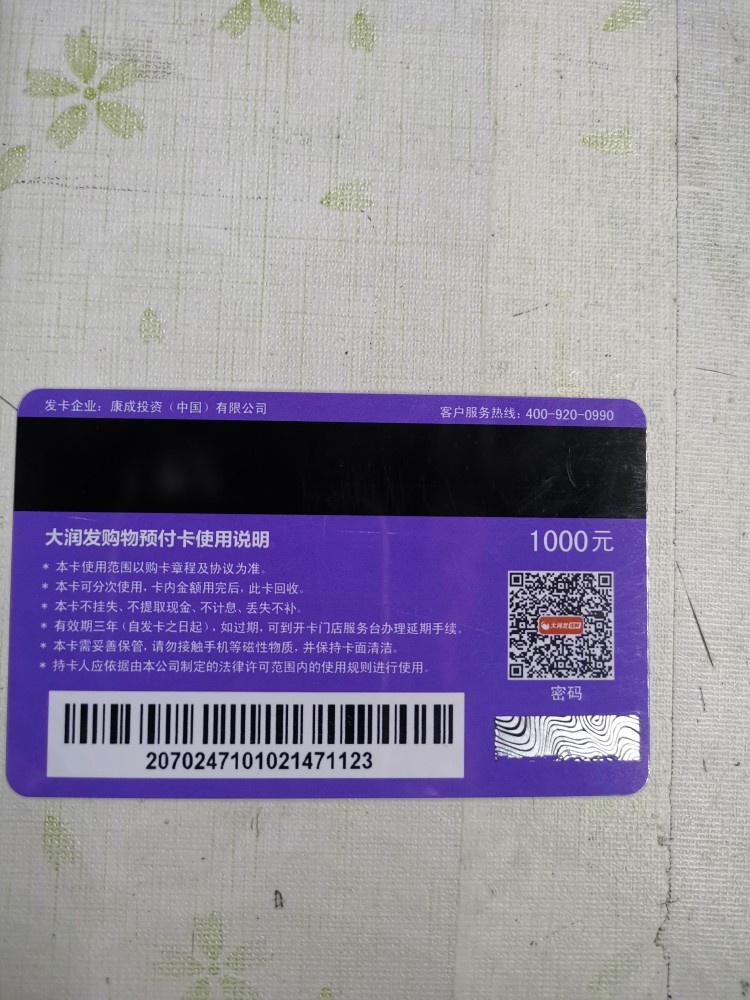 发卡企业：康成投资（中国）有限公司
客户服务热线：400-920-0990
大润发购物预付卡使用说明
1000元
* 本卡使用范围以购卡章程及协议为准。
* 本卡可分次使用，卡内金额用完后，此卡回收。
* 本卡不挂失、不提取现金、不计息、丢失不补。
* 有效期三年（自发卡之日起），如过期，可到开卡门店服务台办理延期手续。
* 本卡需妥善保管，请勿接触手机等磁性物质，并保持卡面清洁。
* 持卡人应依据由本公司制定的法律许可范围内的使用规则进行使用。
大润发
密码
2070247101021471123